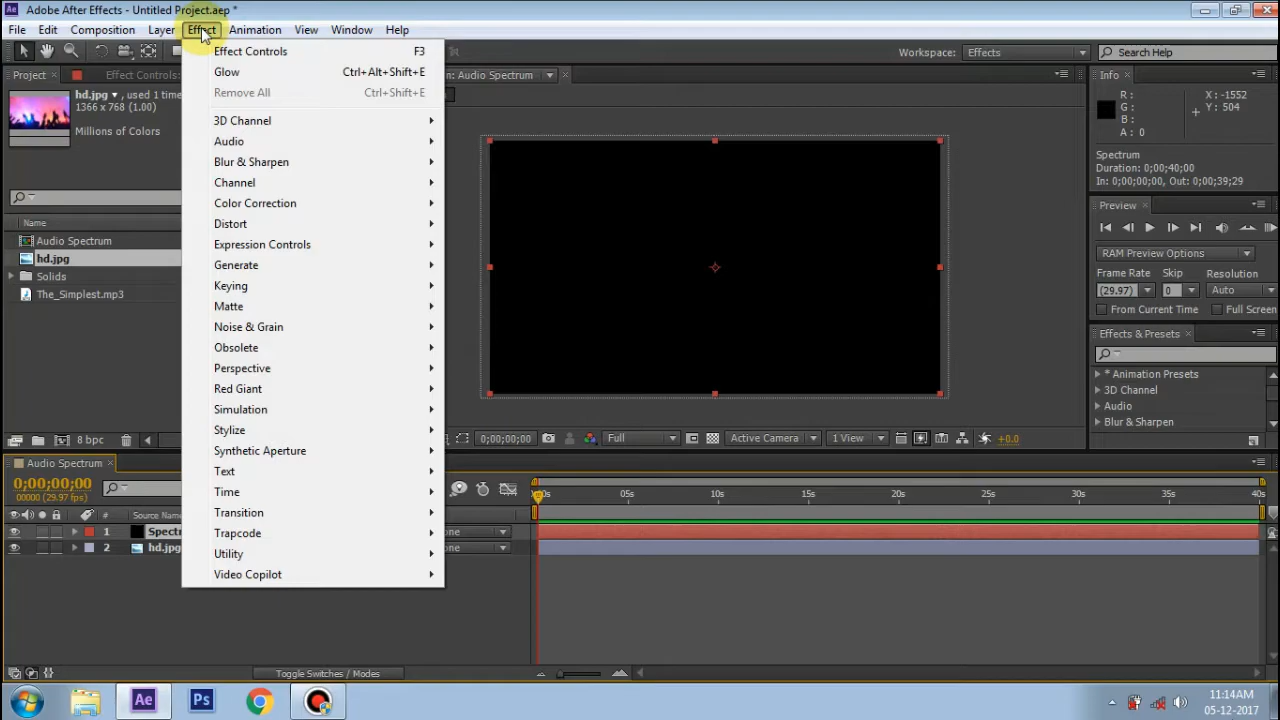 Adobe After Effects - Untitled Project.aep *
File Edit Composition Layer Effect Animation View Window Help
Workspace: Effects Search Help
Project Effect Controls: n: Audio Spectrum Info
hd.jpg , used 1 time
1366 x 768 (1.00)
Millions of Colors
Effect Controls F3
Glow Ctrl+Alt+Shift+E
Remove All Ctrl+Shift+E
3D Channel
Audio
Blur & Sharpen
Channel
Color Correction
Distort
Expression Controls
Generate
Keying
Matte
Noise & Grain
Obsolete
Perspective
Red Giant
Simulation
Stylize
Synthetic Aperture
Text
Time
Transition
Trapcode
Utility
Video Copilot
R :
G :
B :
A : 0
X : -1552
Y : 504
Spectrum
Duration: 0;00;40;00
In: 0;00;00;00, Out: 0;00;39;29
Preview
RAM Preview Options
Frame Rate Skip Resolution
(29.97) 0 Auto
From Current Time Full Screen
Effects & Presets
* Animation Presets
3D Channel
Audio
Blur & Sharpen
Name
Audio Spectrum
hd.jpg
Solids
The_Simplest.mp3
8 bpc
0;00;00;00 Full Active Camera 1 View +0.0
Audio Spectrum
0;00;00;00
00000 (29.97 fps)
05s 10s 15s 20s 25s 30s 35s 40s
# Source Name
1 Spectr
2 hd.jpg
one
one
Toggle Switches / Modes
Ae Ps
11:14AM
05-12-2017